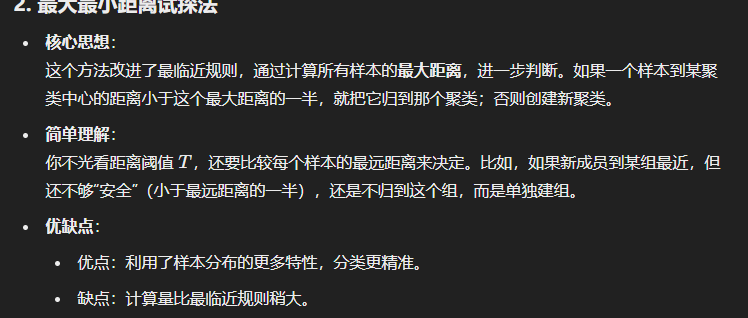 2. 最大最小距离试探法
• 核心思想：
这个方法改进了最临近规则，通过计算所有样本的最大距离，进一步判断。如果一个样本到某聚
类中心的距离小于这个最大距离的一半，就把它归到那个聚类；否则创建新聚类。
• 简单理解：
你不光看距离阈值 T，还要比较每个样本的最远距离来决定。比如，如果新成员到某组最近，但
还不够“安全”（小于最远距离的一半），还是不归到这个组，而是单独建组。
• 优缺点：
• 优点：利用了样本分布的更多特性，分类更精准。
• 缺点：计算量比最临近规则稍大。